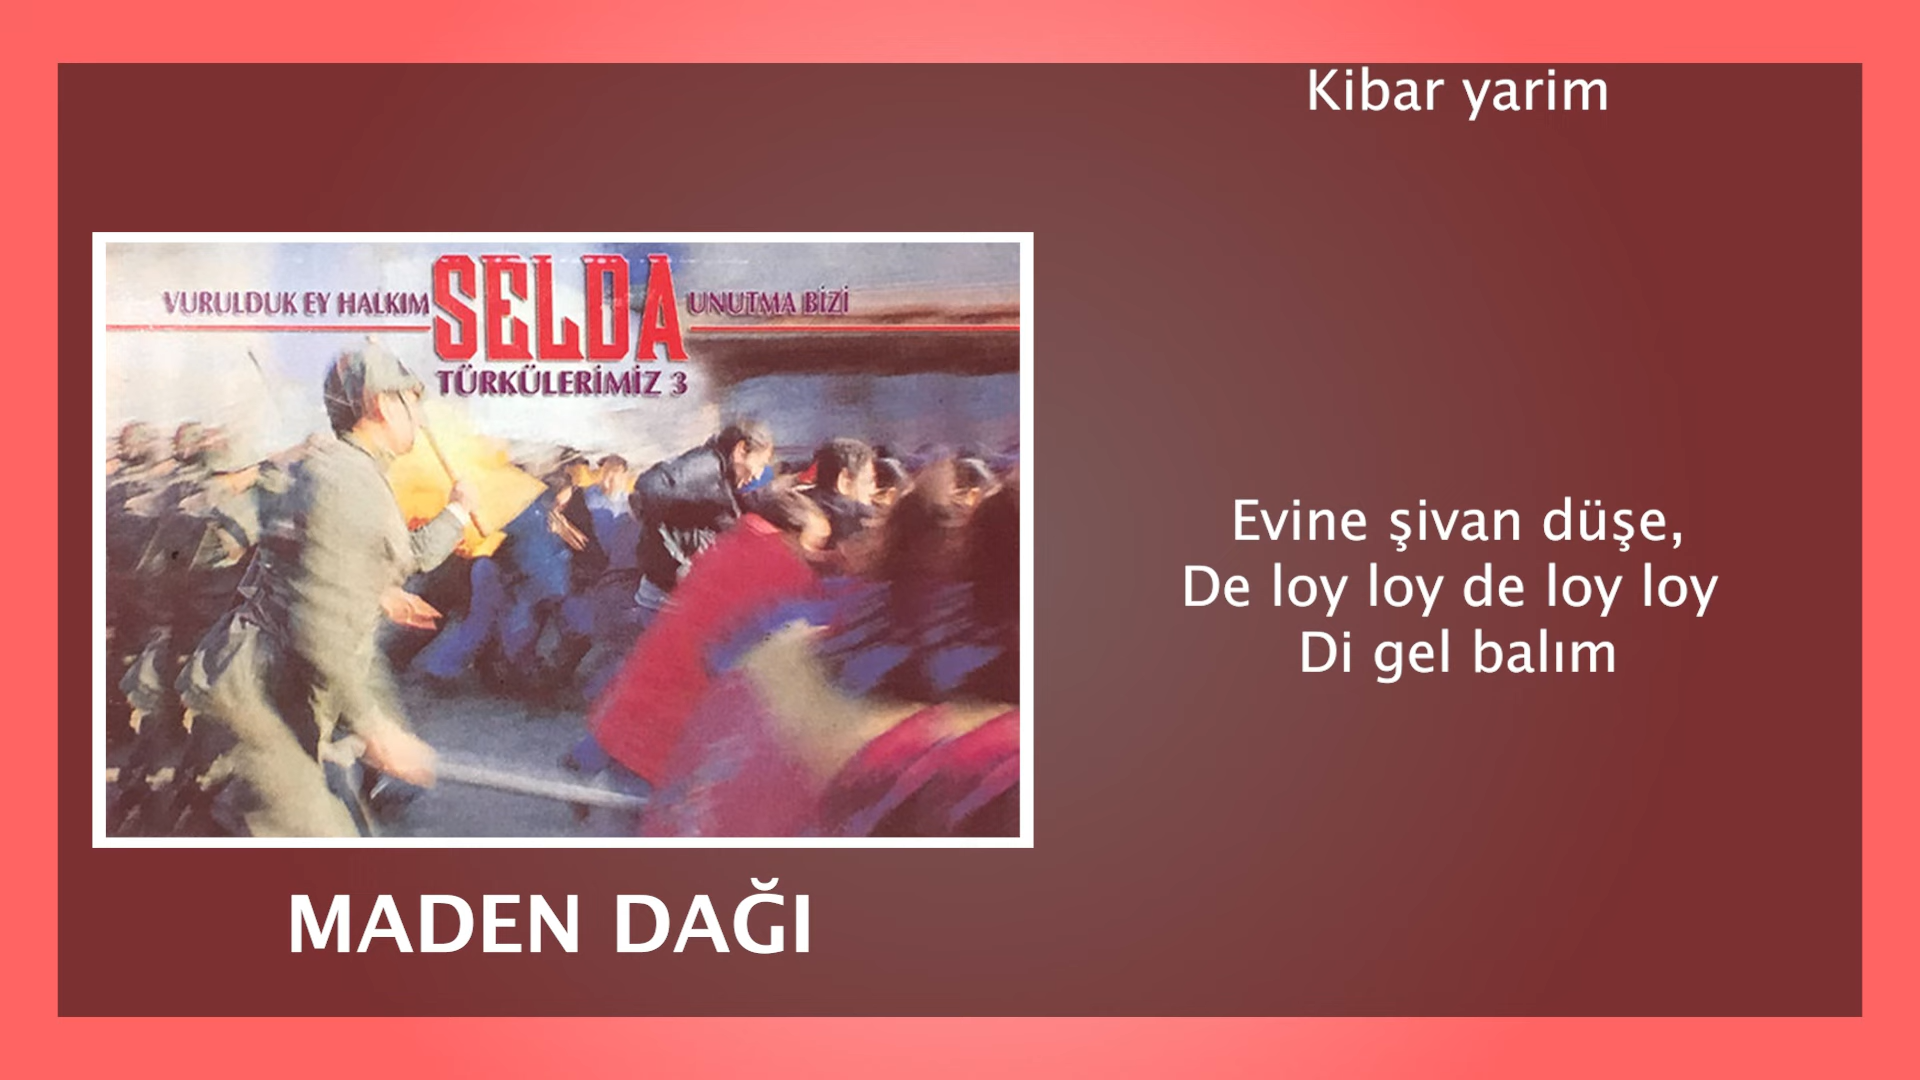 VURULDUK EY HALKIM SELDA UNUTMA BİZİ
TÜRKÜLERİMİZ 3
MADEN DAĞI
Kibar yarim
Evine şivan düşe,
De loy loy de loy loy
Di gel balım